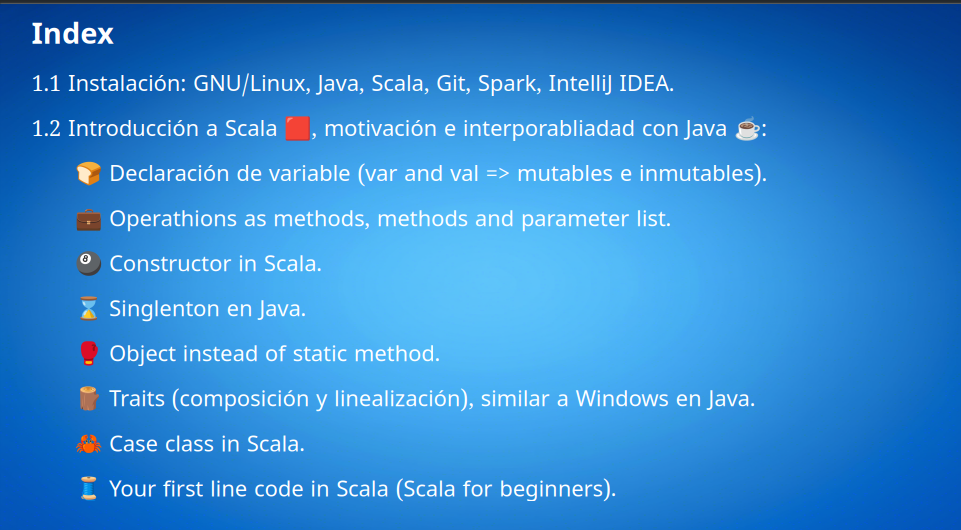 Index
1.1 Instalación: GNU/Linux, Java, Scala, Git, Spark, IntelliJ IDEA.
1.2 Introducción a Scala 🟥, motivación e interporabliadad con Java ☕:
🍞 Declaración de variable (var and val => mutables e inmutables).
💼 Operathions as methods, methods and parameter list.
🎱 Constructor in Scala.
⌛ Singlenton en Java.
🥊 Object instead of static method.
🪵 Traits (composición y linealización), similar a Windows en Java.
🦀 Case class in Scala.
🧵 Your first line code in Scala (Scala for beginners).